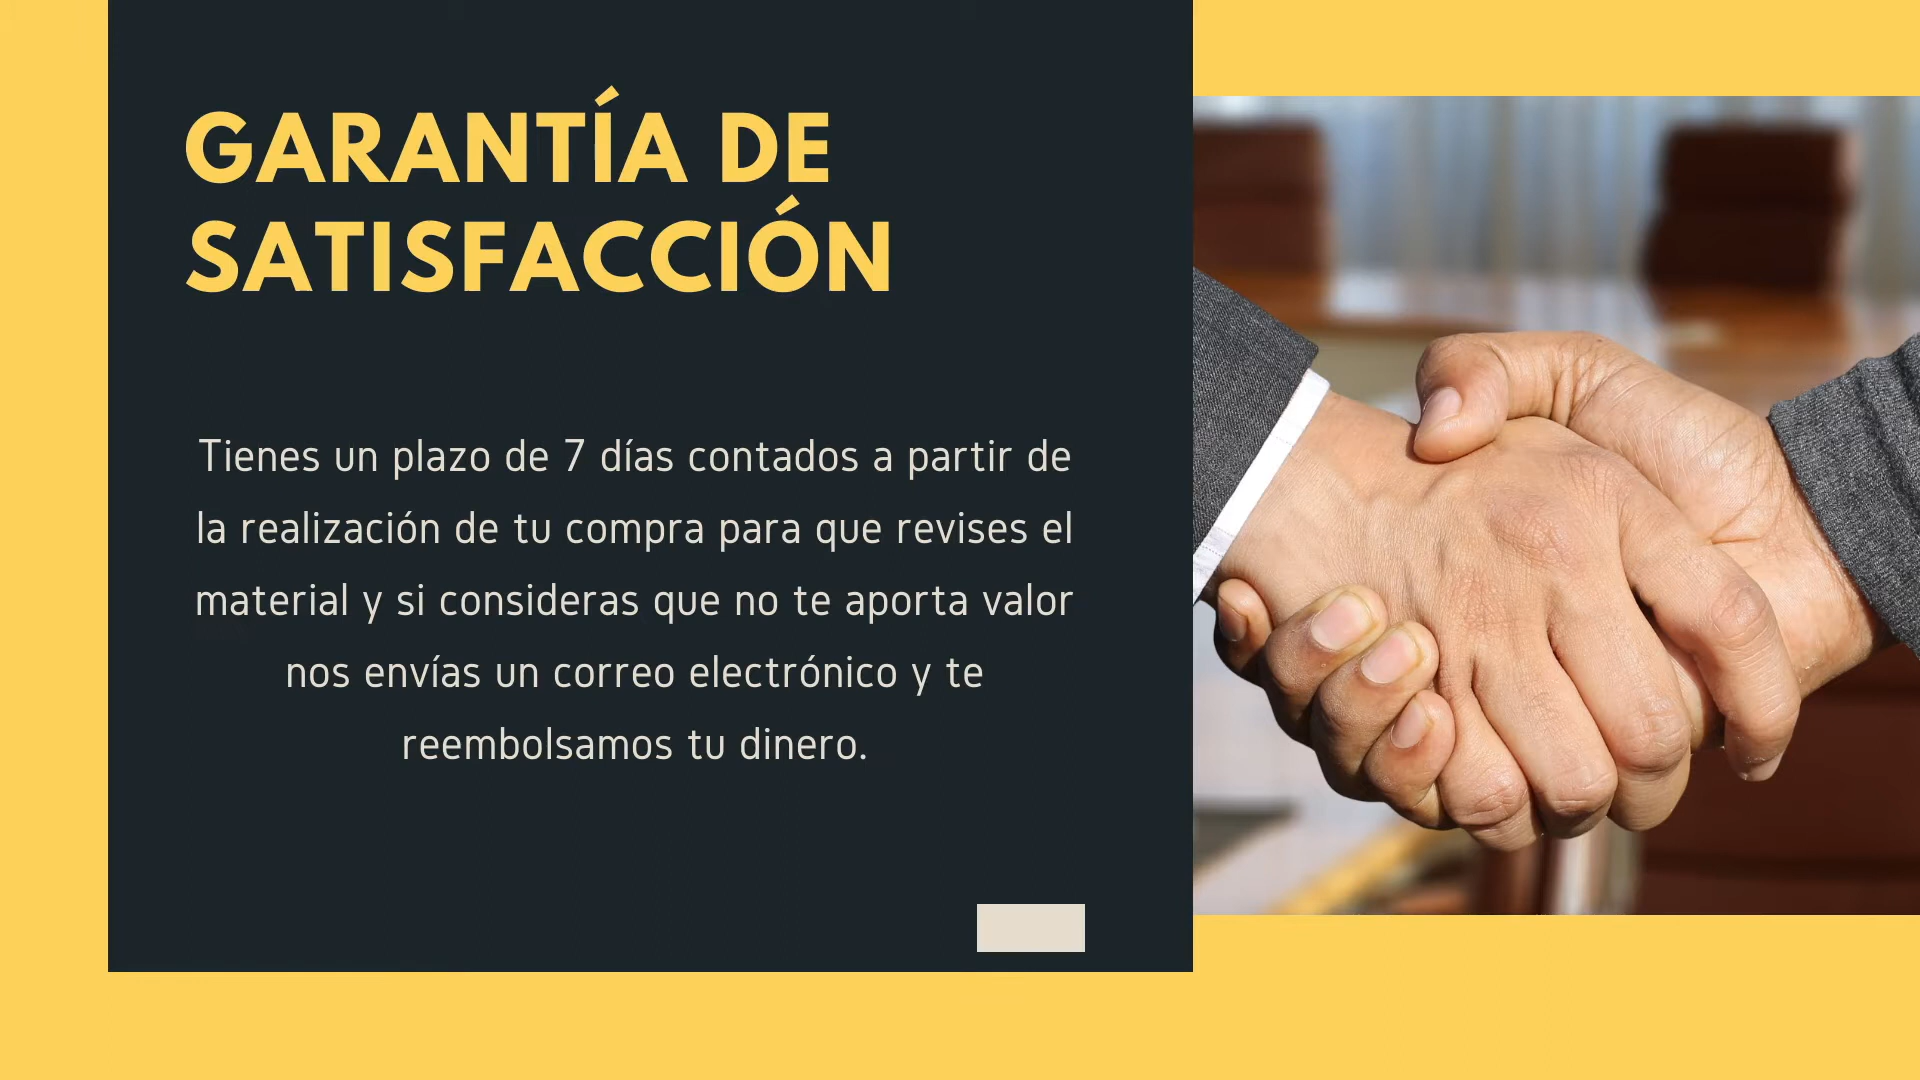 GARANTÍA DE
SATISFACCIÓN
Tienes un plazo de 7 días contados a partir de
la realización de tu compra para que revises el
material y si consideras que no te aporta valor
nos envías un correo electrónico y te
reembolsamos tu dinero.